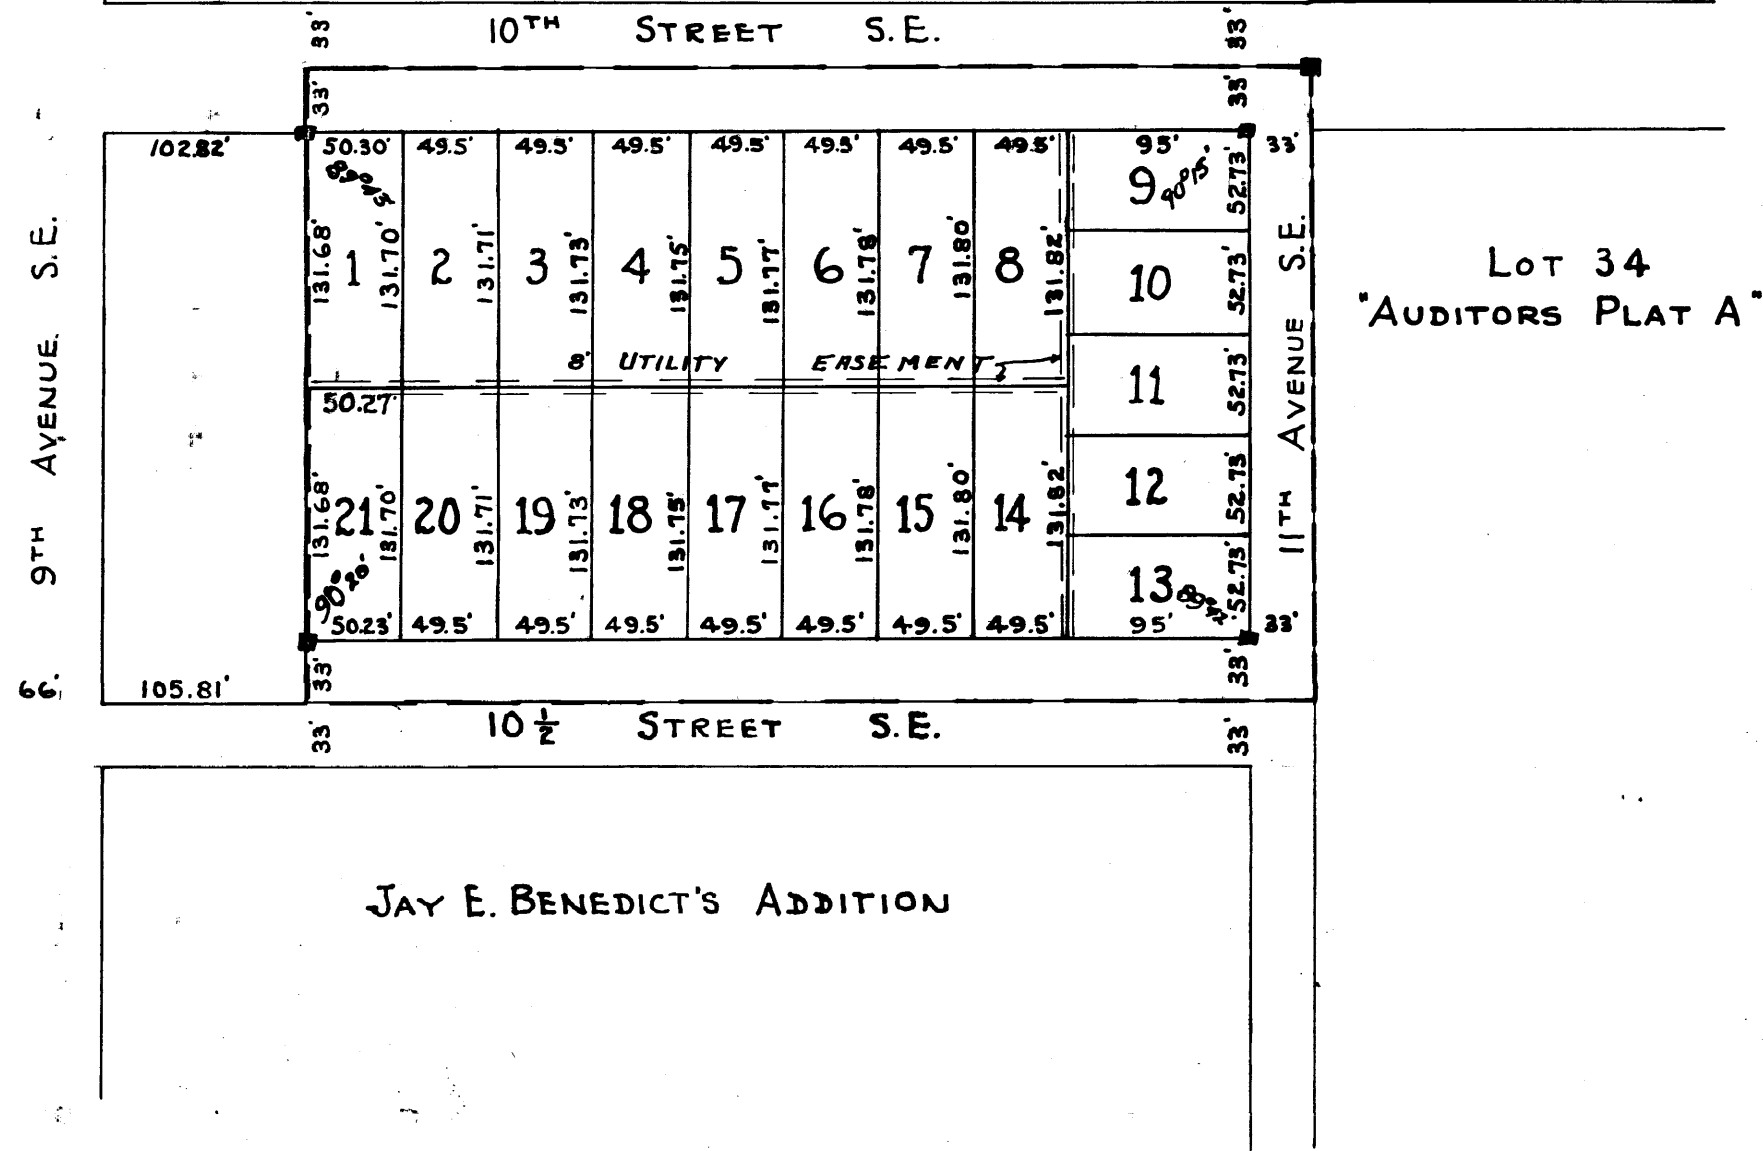 33' 10TH STREET S.E. 33'
33' 33'
102.82' 50.30' 49.5' 49.5' 49.5' 49.5' 49.5' 49.5' 49.5' 95' 33'
89°43'
9 90°15' 52.73'
131.68' 1 131.70' 2 131.71' 3 131.73' 4 131.75' 5 131.77' 6 131.78' 7 131.80' 8 131.82'
10 52.73'
9TH AVENUE. S.E.
11TH AVENUE S.E.
LOT 34
"AUDITORS PLAT A"
8' UTILITY EASEMENT
11 52.73'
50.27'
12 52.73'
131.68' 21 131.70' 20 131.71' 19 131.73' 18 131.75' 17 131.77' 16 131.78' 15 131.80' 14 131.82'
90°20'
13 52.73'
50.23' 49.5' 49.5' 49.5' 49.5' 49.5' 49.5' 49.5' 95' 33'
66' 105.81' 33' 33'
33' 10 1/2 STREET S.E. 33'
JAY E. BENEDICT'S ADDITION